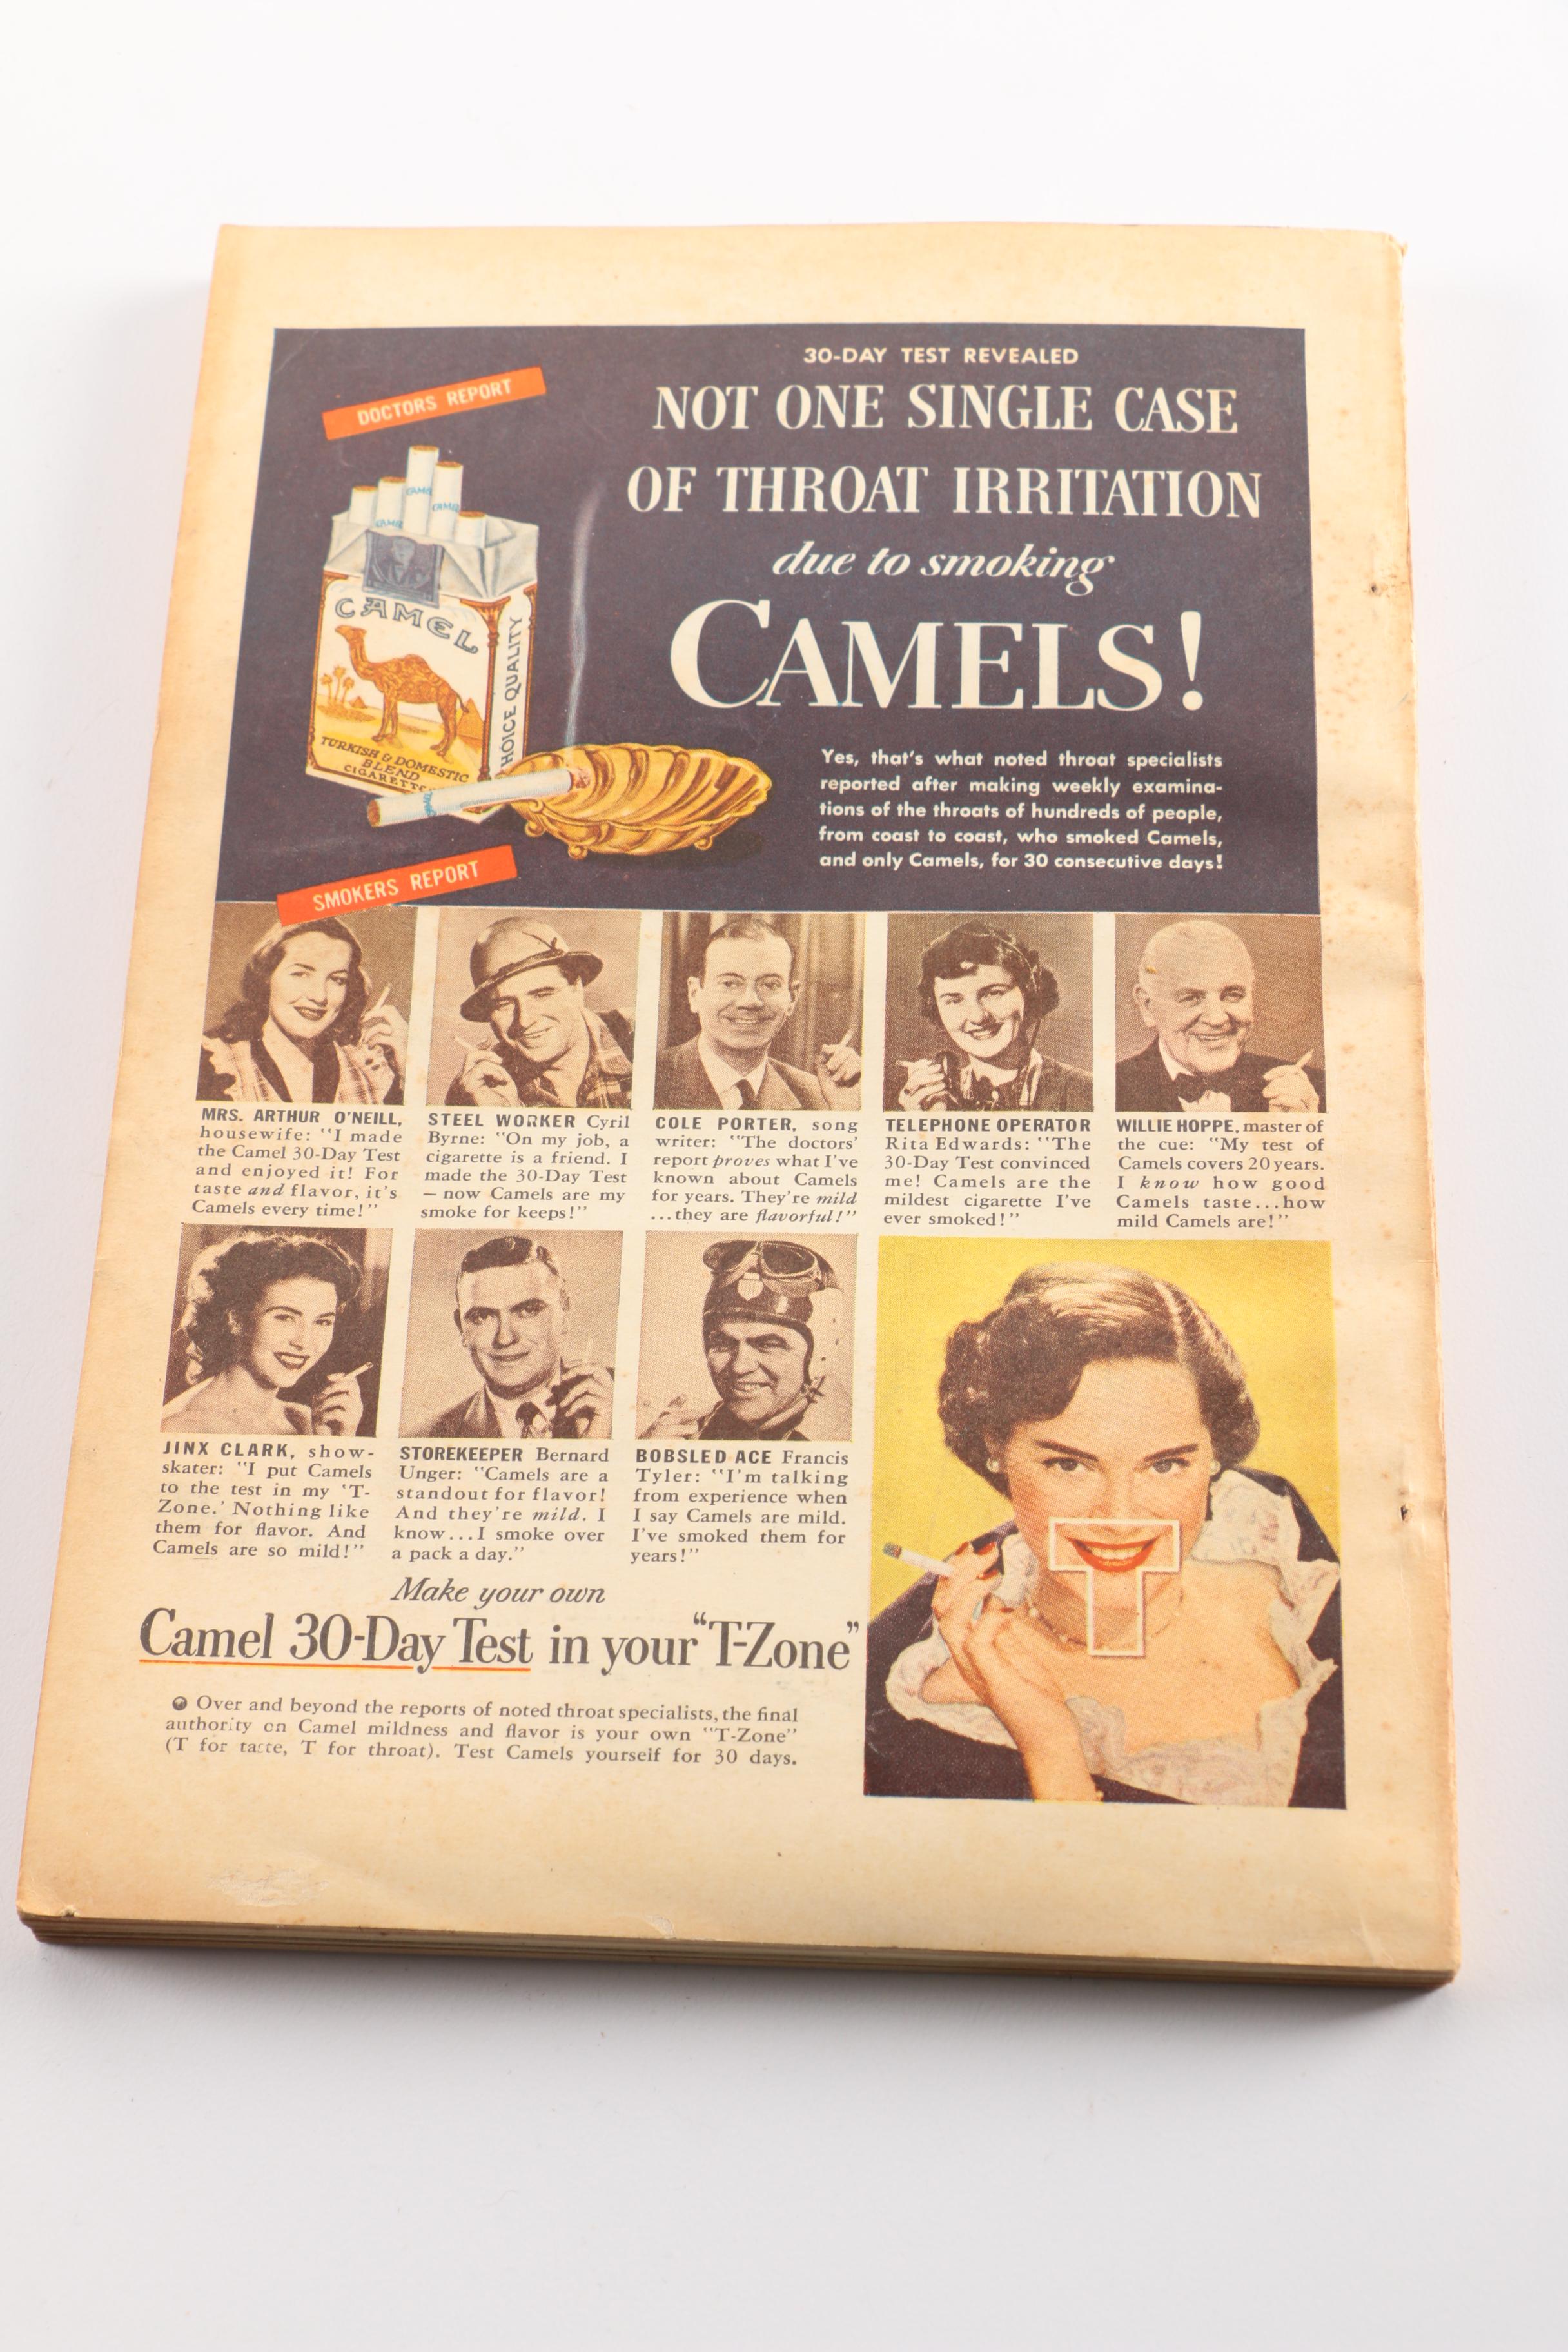 DOCTORS REPORT
30-DAY TEST REVEALED
NOT ONE SINGLE CASE
OF THROAT IRRITATION
due to smoking
CAMELS!
CAMEL
CAMEL
CAMEL
CAMEL
TURKISH & DOMESTIC
BLEND
CIGARETTE
HOICE QUALITY
CAMEL
Yes, that's what noted throat specialists
reported after making weekly examina-
tions of the throats of hundreds of people,
from coast to coast, who smoked Camels,
and only Camels, for 30 consecutive days!
SMOKERS REPORT
MRS. ARTHUR O'NEILL,
housewife: "I made
the Camel 30-Day Test
and enjoyed it! For
taste and flavor, it's
Camels every time!"
STEEL WORKER Cyril
Byrne: "On my job, a
cigarette is a friend. I
made the 30-Day Test
— now Camels are my
smoke for keeps!"
COLE PORTER, song
writer: "The doctors'
report proves what I've
known about Camels
for years. They're mild
...they are flavorful!"
TELEPHONE OPERATOR
Rita Edwards: "The
30-Day Test convinced
me! Camels are the
mildest cigarette I've
ever smoked!"
WILLIE HOPPE, master of
the cue: "My test of
Camels covers 20 years.
I know how good
Camels taste...how
mild Camels are!"
JINX CLARK, show-
skater: "I put Camels
to the test in my 'T-
Zone.' Nothing like
them for flavor. And
Camels are so mild!"
STOREKEEPER Bernard
Unger: "Camels are a
standout for flavor!
And they're mild. I
know...I smoke over
a pack a day."
BOBSLED ACE Francis
Tyler: "I'm talking
from experience when
I say Camels are mild.
I've smoked them for
years!"
Make your own
Camel 30-Day Test in your "T-Zone"
Over and beyond the reports of noted throat specialists, the final
authority on Camel mildness and flavor is your own "T-Zone"
(T for taste, T for throat). Test Camels yourself for 30 days.
T